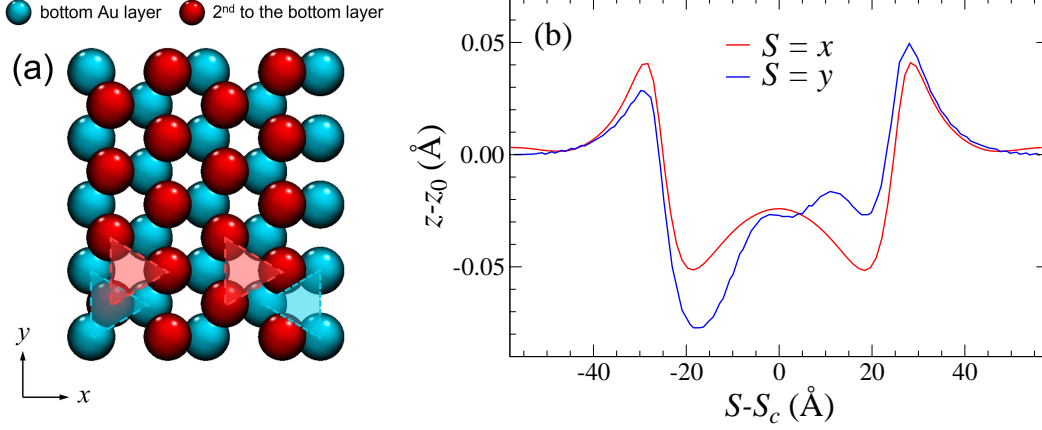 bottom Au layer
2nd to the bottom layer
(a)
y
x
(b)
S = x
S = y
0.05
0.00
-0.05
z-z0 (Å)
-40
-20
0
20
40
S-Sc (Å)